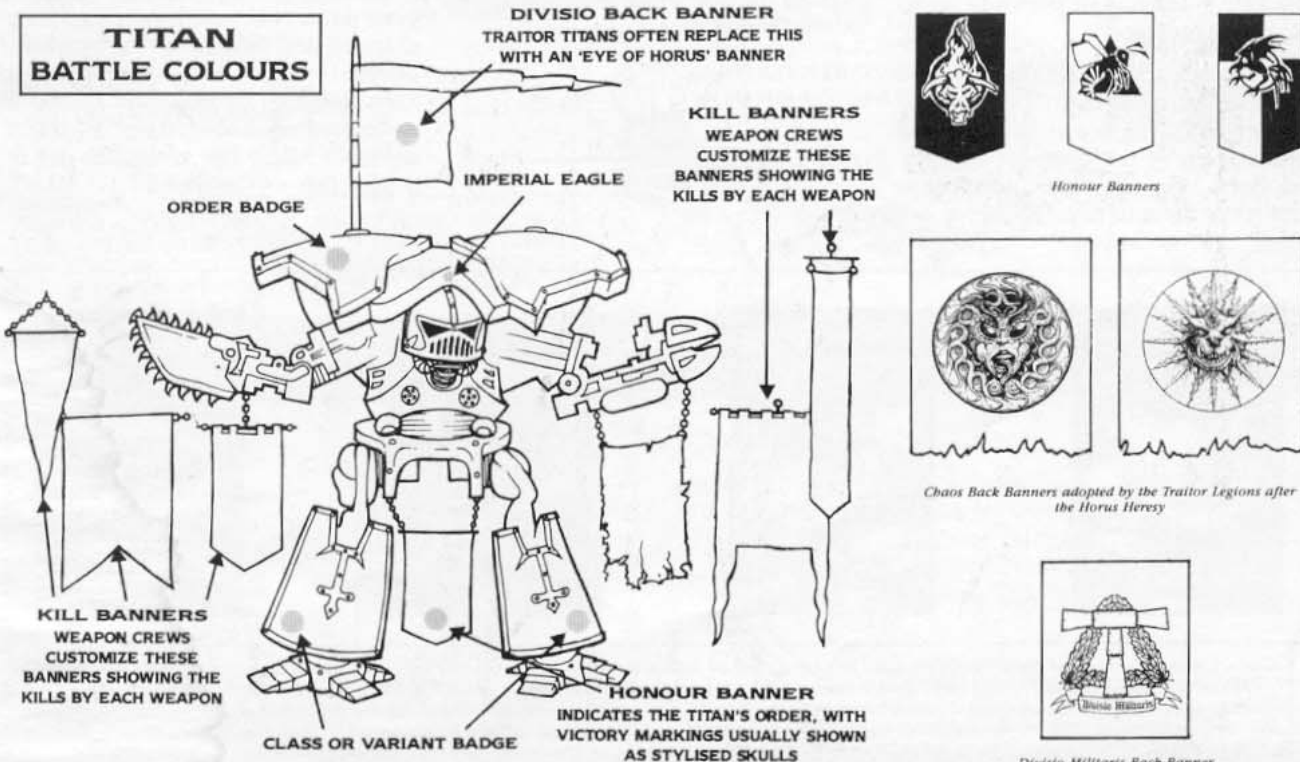 TITAN
BATTLE COLOURS
DIVISIO BACK BANNER
TRAITOR TITANS OFTEN REPLACE THIS
WITH AN 'EYE OF HORUS' BANNER
KILL BANNERS
WEAPON CREWS
CUSTOMIZE THESE
BANNERS SHOWING THE
KILLS BY EACH WEAPON
IMPERIAL EAGLE
ORDER BADGE
KILL BANNERS
WEAPON CREWS
CUSTOMIZE THESE
BANNERS SHOWING THE
KILLS BY EACH WEAPON
CLASS OR VARIANT BADGE
HONOUR BANNER
INDICATES THE TITAN'S ORDER, WITH
VICTORY MARKINGS USUALLY SHOWN
AS STYLISED SKULLS
Honour Banners
Chaos Back Banners adopted by the Traitor Legions after
the Horus Heresy
Divisio Militaris
Divisio Militaris Back Banner